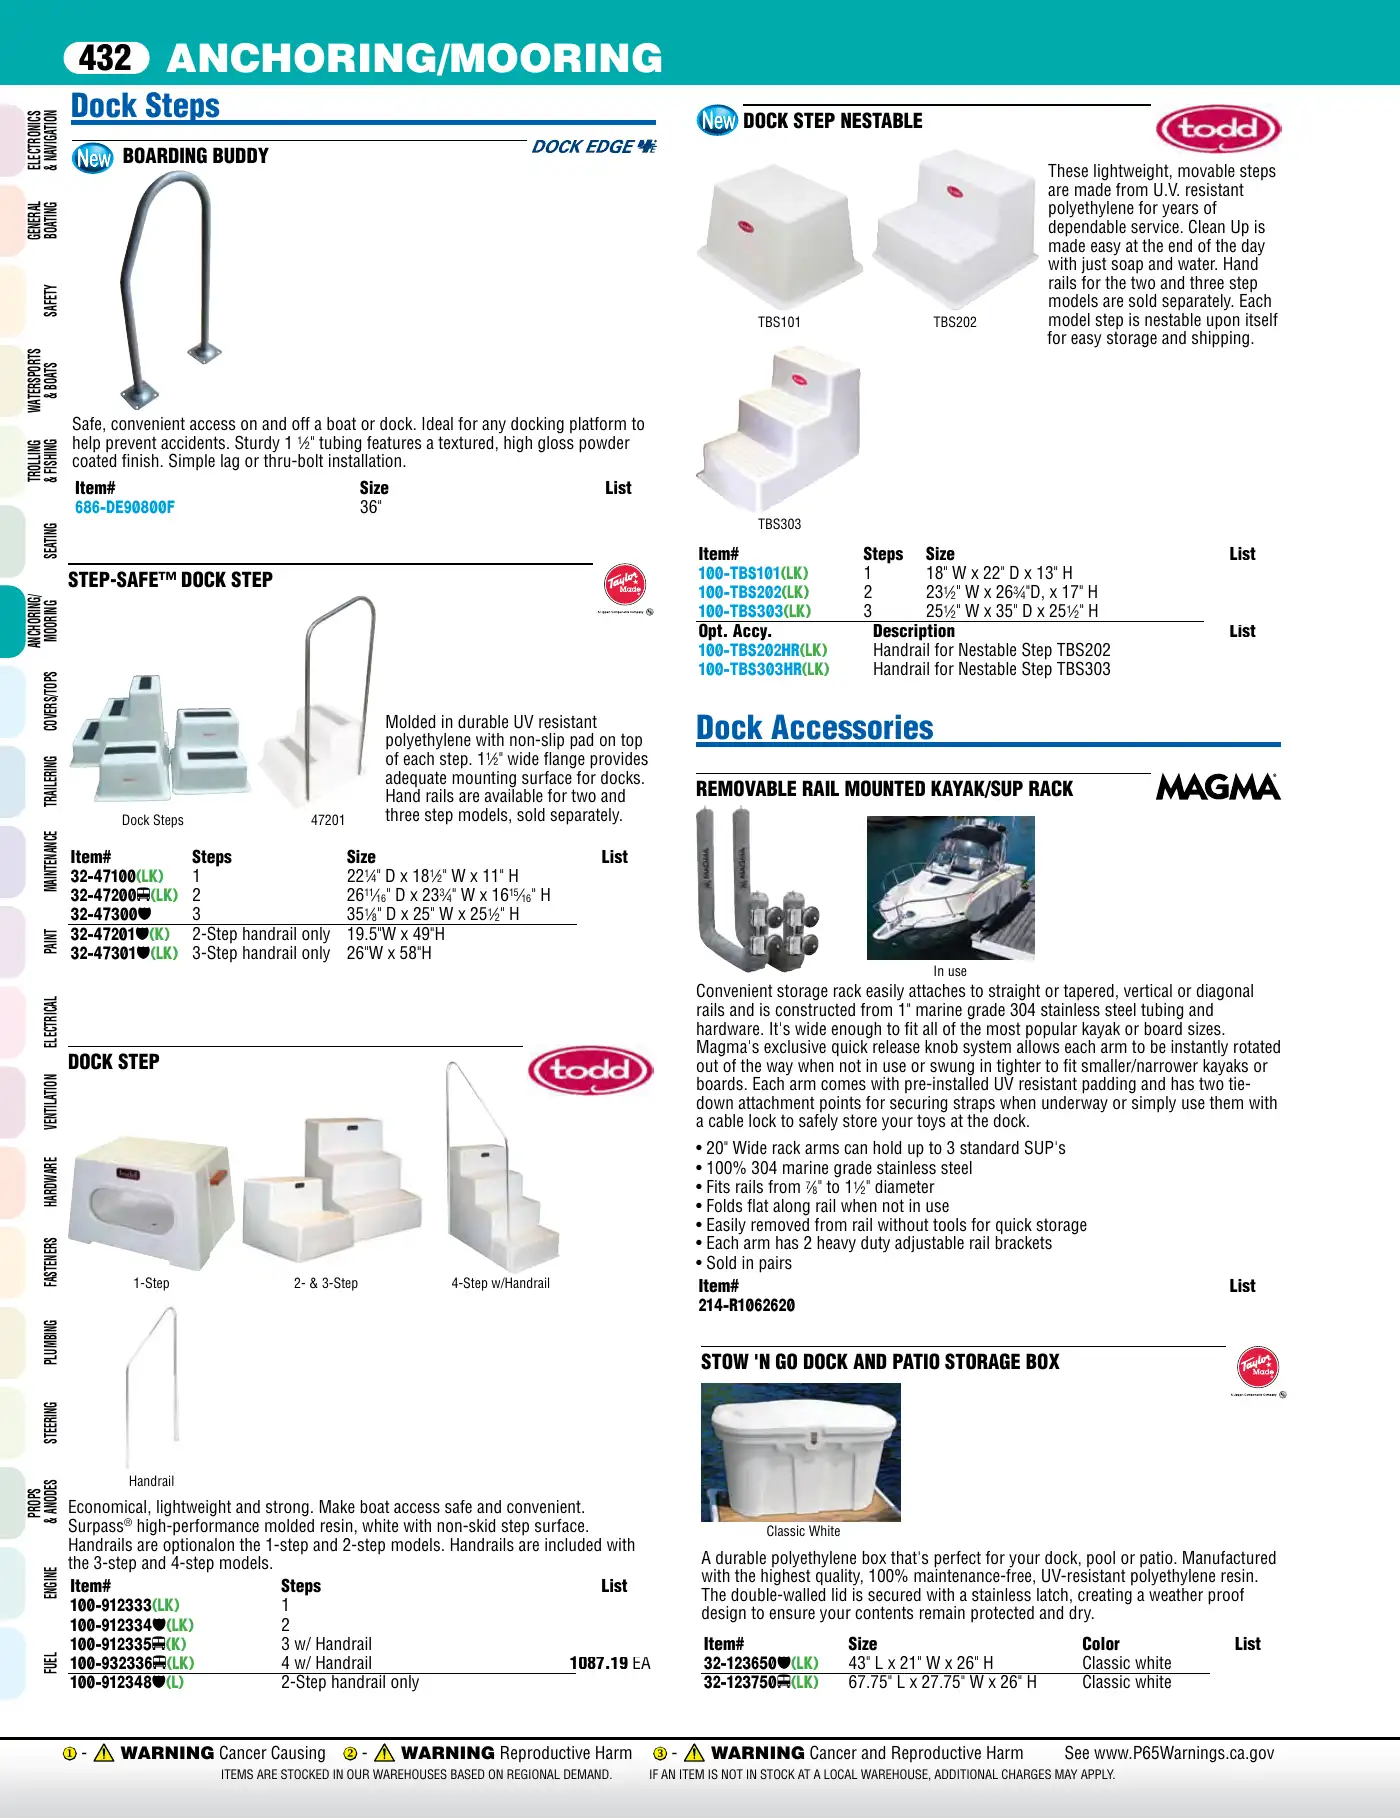 432 ANCHORING/MOORING
ELECTRONICS
& NAVIGATION
GENERAL
BOATING
SAFETY
WATERSPORTS
& BOATS
TROLLING
& FISHING
SEATING
ANCHORING/
MOORING
COVERS/TOPS
TRAILERING
MAINTENANCE
PAINT
ELECTRICAL
VENTILATION
HARDWARE
FASTENERS
PLUMBING
STEERING
PROPS
& ANODES
ENGINE
FUEL
Dock Steps
New BOARDING BUDDY
DOCK EDGE
Safe, convenient access on and off a boat or dock. Ideal for any docking platform to
help prevent accidents. Sturdy 1 ½" tubing features a textured, high gloss powder
coated finish. Simple lag or thru-bolt installation.
Item# Size List
686-DE90800F 36"
STEP-SAFE™ DOCK STEP
Taylor Made
Dock Steps
47201
Molded in durable UV resistant
polyethylene with non-slip pad on top
of each step. 1½" wide flange provides
adequate mounting surface for docks.
Hand rails are available for two and
three step models, sold separately.
Item# Steps Size List
32-47100(LK) 1 22¼" D x 18½" W x 11" H
32-47200(LK) 2 26¹¹⁄₁₆" D x 23¾" W x 16¹⁵⁄₁₆" H
32-47300 3 35⅛" D x 25" W x 25½" H
32-47201(K) 2-Step handrail only 19.5"W x 49"H
32-47301(LK) 3-Step handrail only 26"W x 58"H
DOCK STEP
todd
1-Step
2- & 3-Step
4-Step w/Handrail
Handrail
Economical, lightweight and strong. Make boat access safe and convenient.
Surpass® high-performance molded resin, white with non-skid step surface.
Handrails are optionalon the 1-step and 2-step models. Handrails are included with
the 3-step and 4-step models.
Item# Steps List
100-912333(LK) 1
100-912334(LK) 2
100-912335(K) 3 w/ Handrail
100-932336(LK) 4 w/ Handrail 1087.19 EA
100-912348(L) 2-Step handrail only
New DOCK STEP NESTABLE
todd
TBS101
TBS202
TBS303
These lightweight, movable steps
are made from U.V. resistant
polyethylene for years of
dependable service. Clean Up is
made easy at the end of the day
with just soap and water. Hand
rails for the two and three step
models are sold separately. Each
model step is nestable upon itself
for easy storage and shipping.
Item# Steps Size List
100-TBS101(LK) 1 18" W x 22" D x 13" H
100-TBS202(LK) 2 23½" W x 26¾"D, x 17" H
100-TBS303(LK) 3 25½" W x 35" D x 25½" H
Opt. Accy. Description List
100-TBS202HR(LK) Handrail for Nestable Step TBS202
100-TBS303HR(LK) Handrail for Nestable Step TBS303
Dock Accessories
REMOVABLE RAIL MOUNTED KAYAK/SUP RACK
MAGMA
MAGMA
In use
Convenient storage rack easily attaches to straight or tapered, vertical or diagonal
rails and is constructed from 1" marine grade 304 stainless steel tubing and
hardware. It's wide enough to fit all of the most popular kayak or board sizes.
Magma's exclusive quick release knob system allows each arm to be instantly rotated
out of the way when not in use or swung in tighter to fit smaller/narrower kayaks or
boards. Each arm comes with pre-installed UV resistant padding and has two tie-
down attachment points for securing straps when underway or simply use them with
a cable lock to safely store your toys at the dock.
• 20" Wide rack arms can hold up to 3 standard SUP's
• 100% 304 marine grade stainless steel
• Fits rails from ⅞" to 1½" diameter
• Folds flat along rail when not in use
• Easily removed from rail without tools for quick storage
• Each arm has 2 heavy duty adjustable rail brackets
• Sold in pairs
Item# List
214-R1062620
STOW 'N GO DOCK AND PATIO STORAGE BOX
Taylor Made
Classic White
A durable polyethylene box that's perfect for your dock, pool or patio. Manufactured
with the highest quality, 100% maintenance-free, UV-resistant polyethylene resin.
The double-walled lid is secured with a stainless latch, creating a weather proof
design to ensure your contents remain protected and dry.
Item# Size Color List
32-123650(LK) 43" L x 21" W x 26" H Classic white
32-123750(LK) 67.75" L x 27.75" W x 26" H Classic white
1 - WARNING Cancer Causing 2 - WARNING Reproductive Harm 3 - WARNING Cancer and Reproductive Harm See www.P65Warnings.ca.gov
ITEMS ARE STOCKED IN OUR WAREHOUSES BASED ON REGIONAL DEMAND. IF AN ITEM IS NOT IN STOCK AT A LOCAL WAREHOUSE, ADDITIONAL CHARGES MAY APPLY.